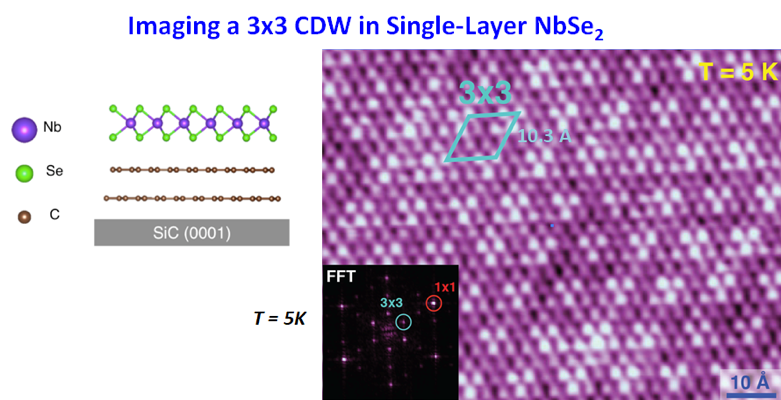 Imaging a 3x3 CDW in Single-Layer NbSe₂
T = 5 K
3x3
10.3 Å
Nb
Se
C
SiC (0001)
FFT
1x1
3x3
T = 5K
10 Å